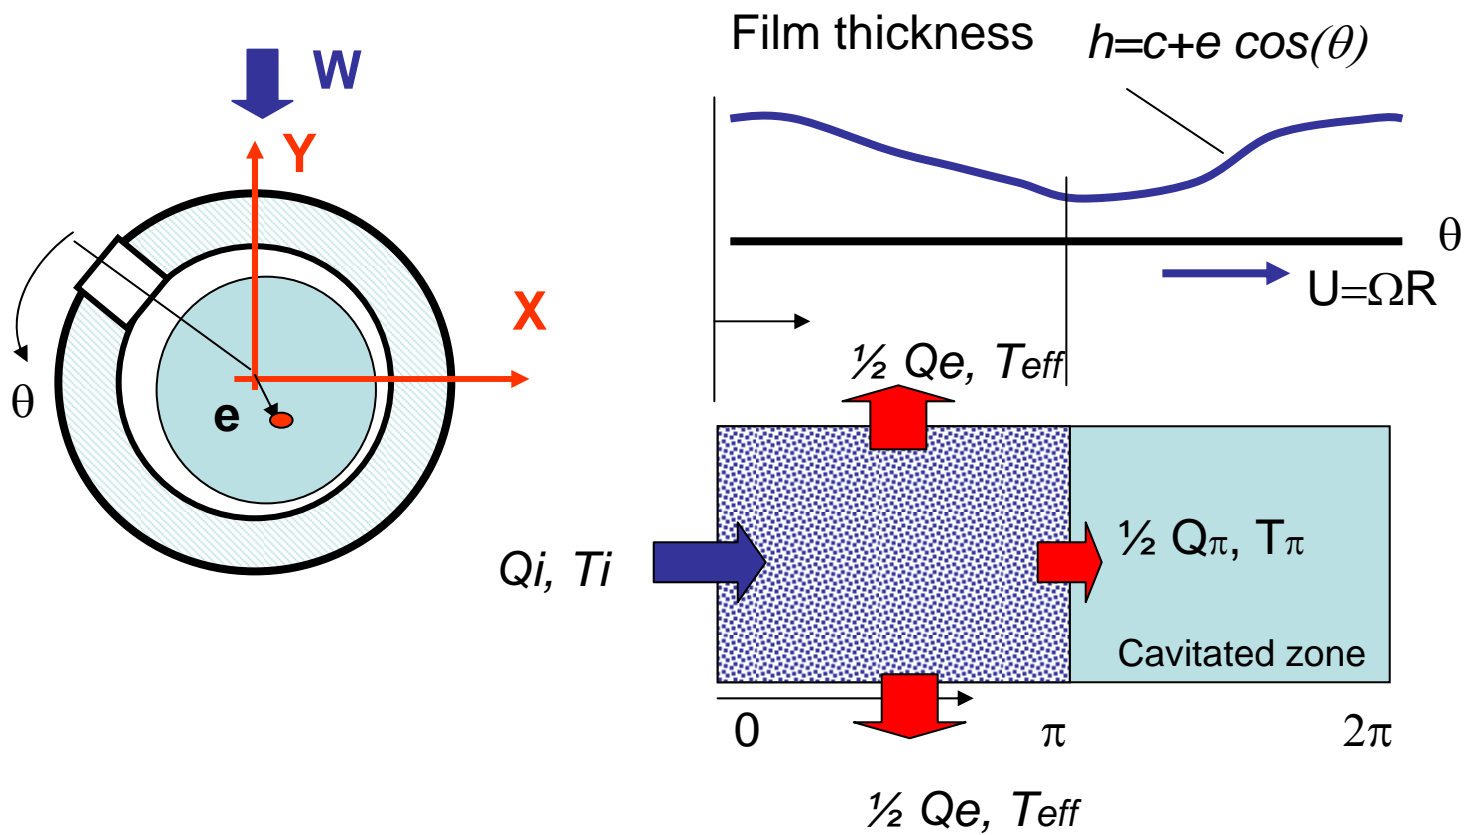 Film thickness
h=c+e cos(θ)
W
Y
X
θ
e
θ
U=ΩR
½ Qe, Teff
Qi, Ti
½ Qπ, Tπ
Cavitated zone
0
π
2π
½ Qe, Teff